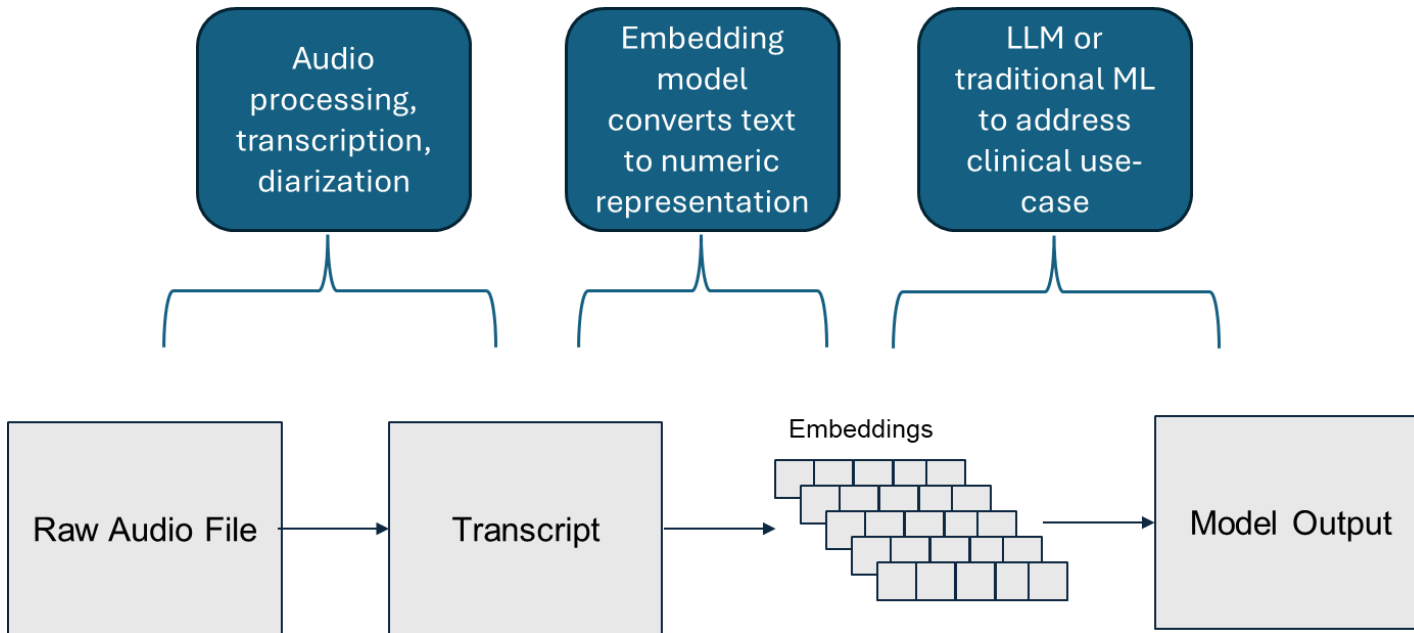 Audio
processing,
transcription,
diarization
Embedding
model
converts text
to numeric
representation
LLM or
traditional ML
to address
clinical use-
case
Raw Audio File
Transcript
Embeddings
Model Output